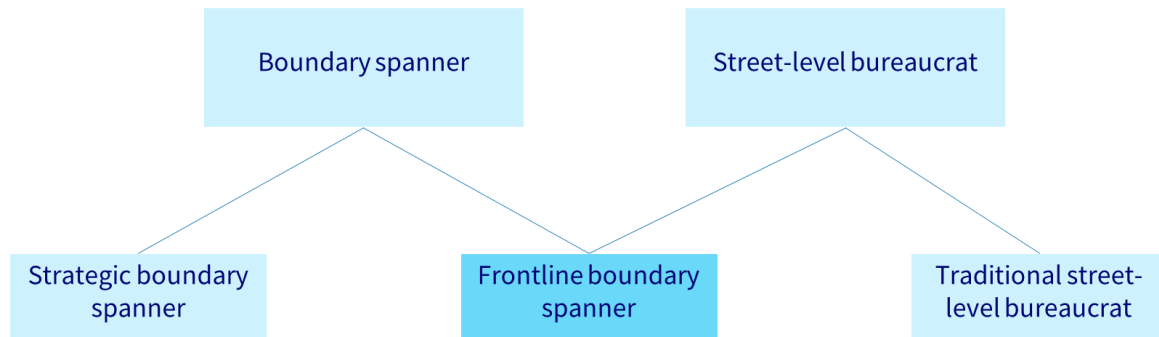 Boundary spanner
Street-level bureaucrat
Strategic boundary
spanner
Frontline boundary
spanner
Traditional street-
level bureaucrat